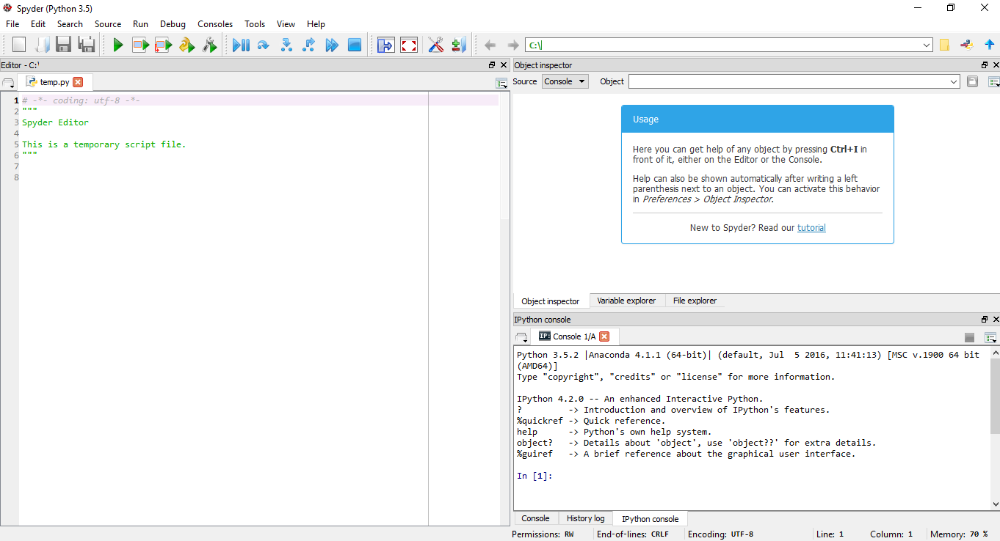 Spyder (Python 3.5)
File Edit Search Source Run Debug Consoles Tools View Help
C:\
Editor - C:'
temp.py
1 # -*- coding: utf-8 -*-
2 """
3 Spyder Editor
4
5 This is a temporary script file.
6 """
7
8
Object inspector
Source Console Object
Usage
Here you can get help of any object by pressing Ctrl+I in
front of it, either on the Editor or the Console.
Help can also be shown automatically after writing a left
parenthesis next to an object. You can activate this behavior
in Preferences > Object Inspector.
New to Spyder? Read our tutorial
Object inspector Variable explorer File explorer
IPython console
IP: Console 1/A
Python 3.5.2 |Anaconda 4.1.1 (64-bit)| (default, Jul  5 2016, 11:41:13) [MSC v.1900 64 bit
(AMD64)]
Type "copyright", "credits" or "license" for more information.
IPython 4.2.0 -- An enhanced Interactive Python.
?         -> Introduction and overview of IPython's features.
%quickref -> Quick reference.
help      -> Python's own help system.
object?   -> Details about 'object', use 'object??' for extra details.
%guiref   -> A brief reference about the graphical user interface.
In [1]:
Console History log IPython console
Permissions: RW End-of-lines: CRLF Encoding: UTF-8 Line: 1 Column: 1 Memory: 70 %